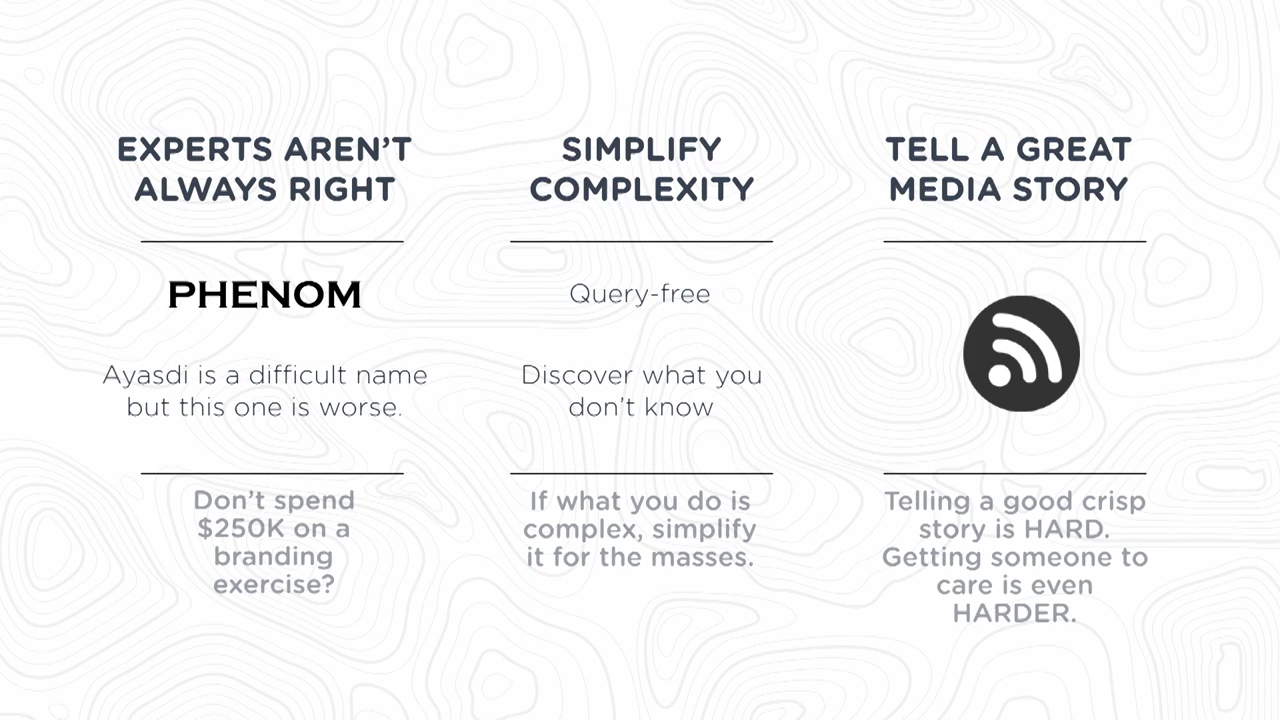 EXPERTS AREN’T
ALWAYS RIGHT
PHENOM
Ayasdi is a difficult name
but this one is worse.
Don’t spend
$250K on a
branding
exercise?
SIMPLIFY
COMPLEXITY
Query-free
Discover what you
don’t know
If what you do is
complex, simplify
it for the masses.
TELL A GREAT
MEDIA STORY
Telling a good crisp
story is HARD.
Getting someone to
care is even
HARDER.